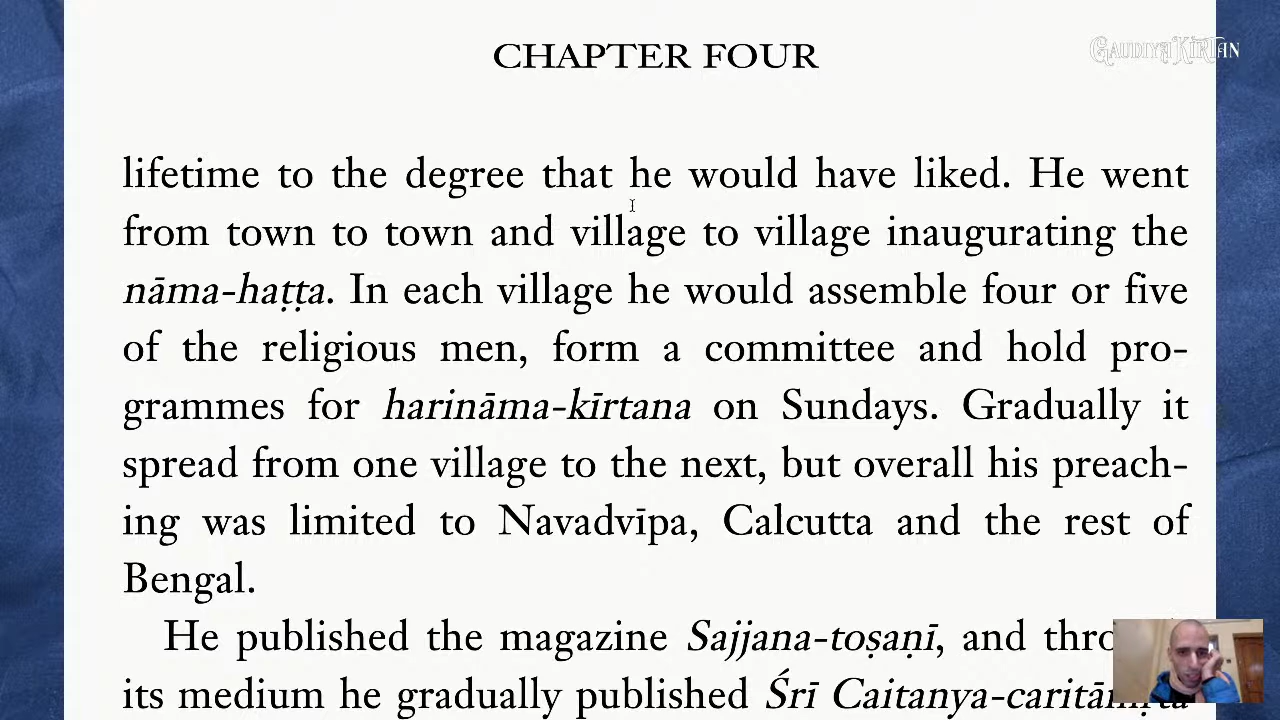 CHAPTER FOUR
GAUDIYA KIRTAN
lifetime to the degree that he would have liked. He went
from town to town and village to village inaugurating the
nāma-haṭṭa. In each village he would assemble four or five
of the religious men, form a committee and hold pro-
grammes for harināma-kīrtana on Sundays. Gradually it
spread from one village to the next, but overall his preach-
ing was limited to Navadvīpa, Calcutta and the rest of
Bengal.
He published the magazine Sajjana-toṣaṇī, and
its medium he gradually published Śrī Caitanya-caritāmṛta